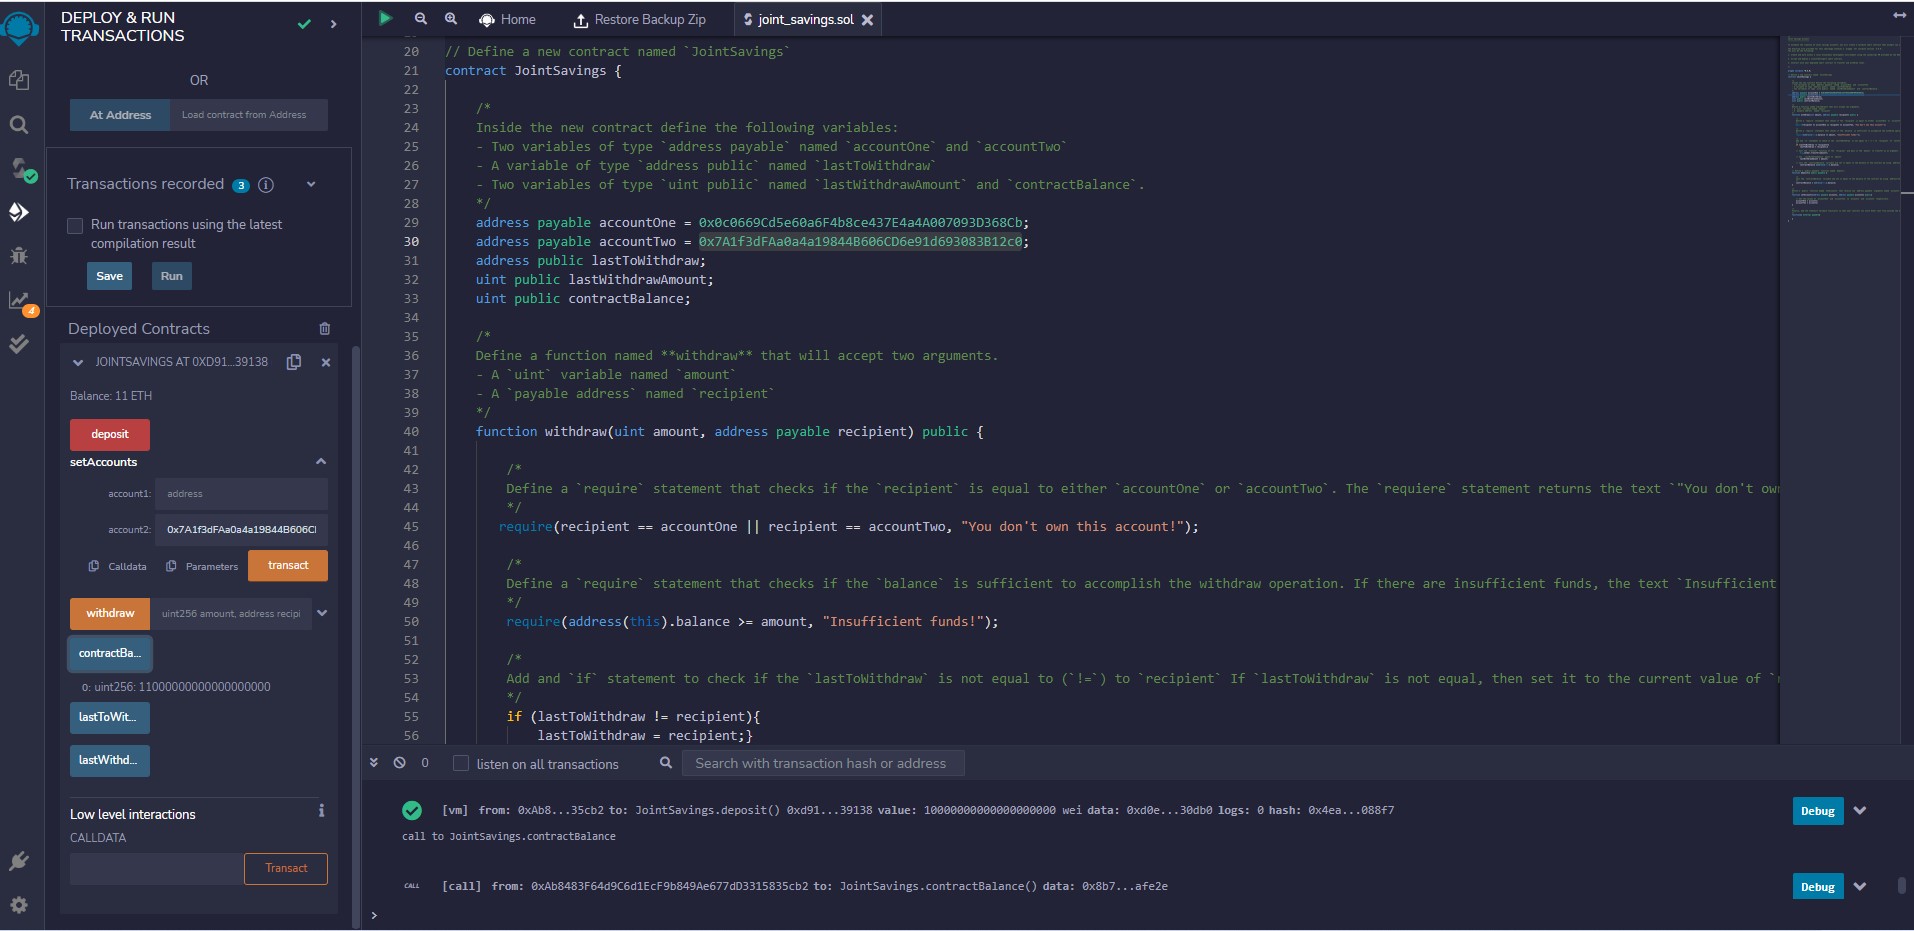 DEPLOY & RUN
TRANSACTIONS
OR
At Address
Load contract from Address
Transactions recorded 3
Run transactions using the latest
compilation result
Save
Run
4
Deployed Contracts
JOINTSAVINGS AT 0XD91...39138
Balance: 11 ETH
deposit
setAccounts
account1:
address
account2:
0x7A1f3dFAa0a4a19844B606CI
Calldata
Parameters
transact
withdraw
uint256 amount, address recipi
contractBa...
0: uint256: 11000000000000000000
lastToWit...
lastWithd...
Low level interactions
CALLDATA
Transact
Home
Restore Backup Zip
joint_savings.sol
20 // Define a new contract named `JointSavings`
21 contract JointSavings {
22
23 /*
24 Inside the new contract define the following variables:
25 - Two variables of type `address payable` named `accountOne` and `accountTwo`
26 - A variable of type `address public` named `lastToWithdraw`
27 - Two variables of type `uint public` named `lastWithdrawAmount` and `contractBalance`.
28 */
29 address payable accountOne = 0x0c0669Cd5e60a6F4b8ce437E4a4A007093D368Cb;
30 address payable accountTwo = 0x7A1f3dFAa0a4a19844B606CD6e91d693083B12c0;
31 address public lastToWithdraw;
32 uint public lastWithdrawAmount;
33 uint public contractBalance;
34
35 /*
36 Define a function named **withdraw** that will accept two arguments.
37 - A `uint` variable named `amount`
38 - A `payable address` named `recipient`
39 */
40 function withdraw(uint amount, address payable recipient) public {
41
42 /*
43 Define a `require` statement that checks if the `recipient` is equal to either `accountOne` or `accountTwo`. The `requiere` statement returns the text `"You don't ow
44 */
45 require(recipient == accountOne || recipient == accountTwo, "You don't own this account!");
46
47 /*
48 Define a `require` statement that checks if the `balance` is sufficient to accomplish the withdraw operation. If there are insufficient funds, the text `Insufficient
49 */
50 require(address(this).balance >= amount, "Insufficient funds!");
51
52 /*
53 Add and `if` statement to check if the `lastToWithdraw` is not equal to (`!=`) to `recipient` If `lastToWithdraw` is not equal, then set it to the current value of `
54 */
55 if (lastToWithdraw != recipient){
56 lastToWithdraw = recipient;}
0
listen on all transactions
Search with transaction hash or address
[vm] from: 0xAb8...35cb2 to: JointSavings.deposit() 0xd91...39138 value: 10000000000000000000 wei data: 0xd0e...30db0 logs: 0 hash: 0x4ea...088f7
Debug
call to JointSavings.contractBalance
CALL [call] from: 0xAb8483F64d9C6d1EcF9b849Ae677dD3315835cb2 to: JointSavings.contractBalance() data: 0x8b7...afe2e
Debug
>